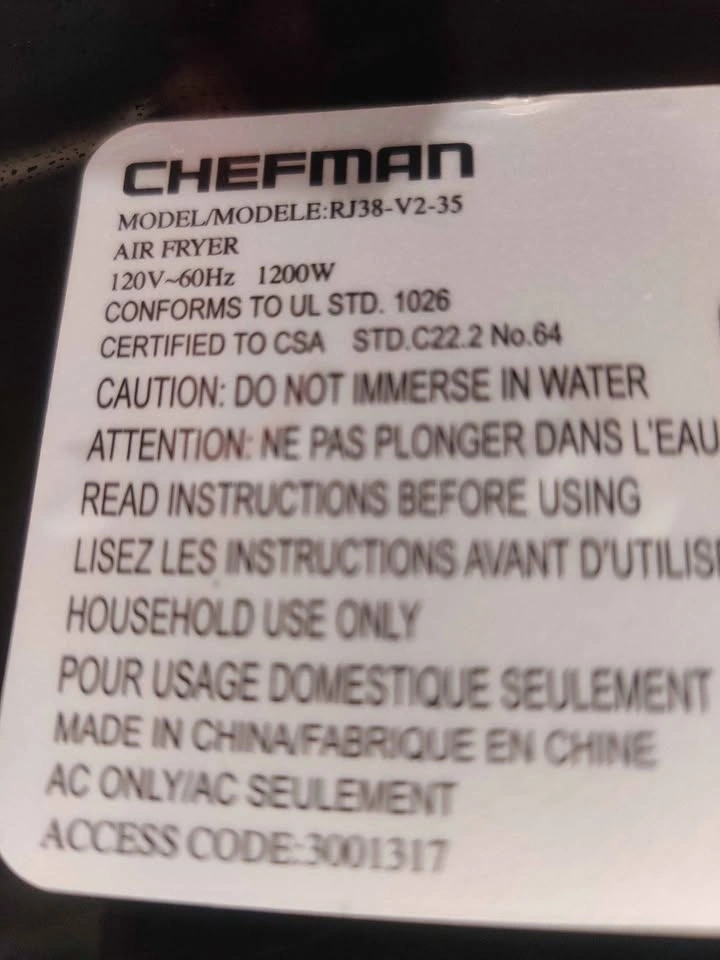 CHEFMAN
MODEL/MODELE:RJ38-V2-35
AIR FRYER
120V~60Hz 1200W
CONFORMS TO UL STD. 1026
CERTIFIED TO CSA STD.C22.2 No.64
CAUTION: DO NOT IMMERSE IN WATER
ATTENTION: NE PAS PLONGER DANS L'EAU
READ INSTRUCTIONS BEFORE USING
LISEZ LES INSTRUCTIONS AVANT D'UTILISE
HOUSEHOLD USE ONLY
POUR USAGE DOMESTIQUE SEULEMENT
MADE IN CHINA/FABRIQUE EN CHINE
AC ONLY/AC SEULEMENT
ACCESS CODE:3001317